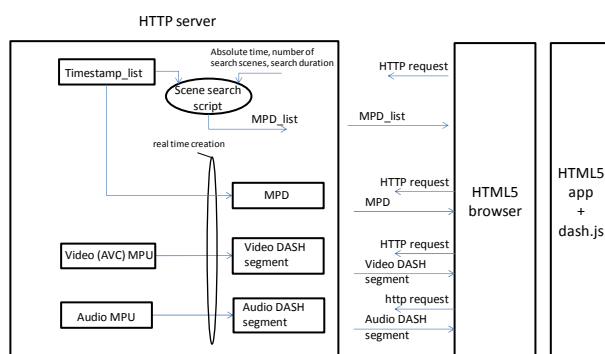 HTTP server
Absolute time, number of
search scenes, search duration
Timestamp_list
Scene search
script
MPD_list
real time creation
MPD
Video (AVC) MPU
Video DASH
segment
Audio MPU
Audio DASH
segment
HTTP request
MPD_list
HTTP request
MPD
HTTP request
Video DASH
segment
http request
Audio DASH
segment
HTML5
browser
HTML5
app
+
dash.js